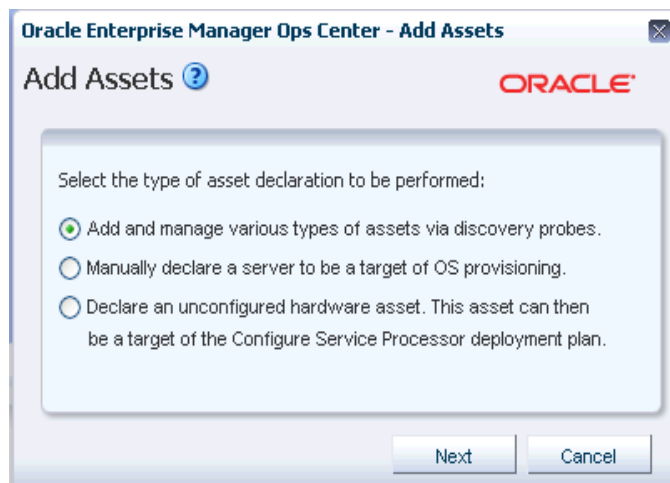 Oracle Enterprise Manager Ops Center - Add Assets
Add Assets ?
ORACLE
Select the type of asset declaration to be performed:
Add and manage various types of assets via discovery probes.
Manually declare a server to be a target of OS provisioning.
Declare an unconfigured hardware asset. This asset can then
be a target of the Configure Service Processor deployment plan.
Next Cancel